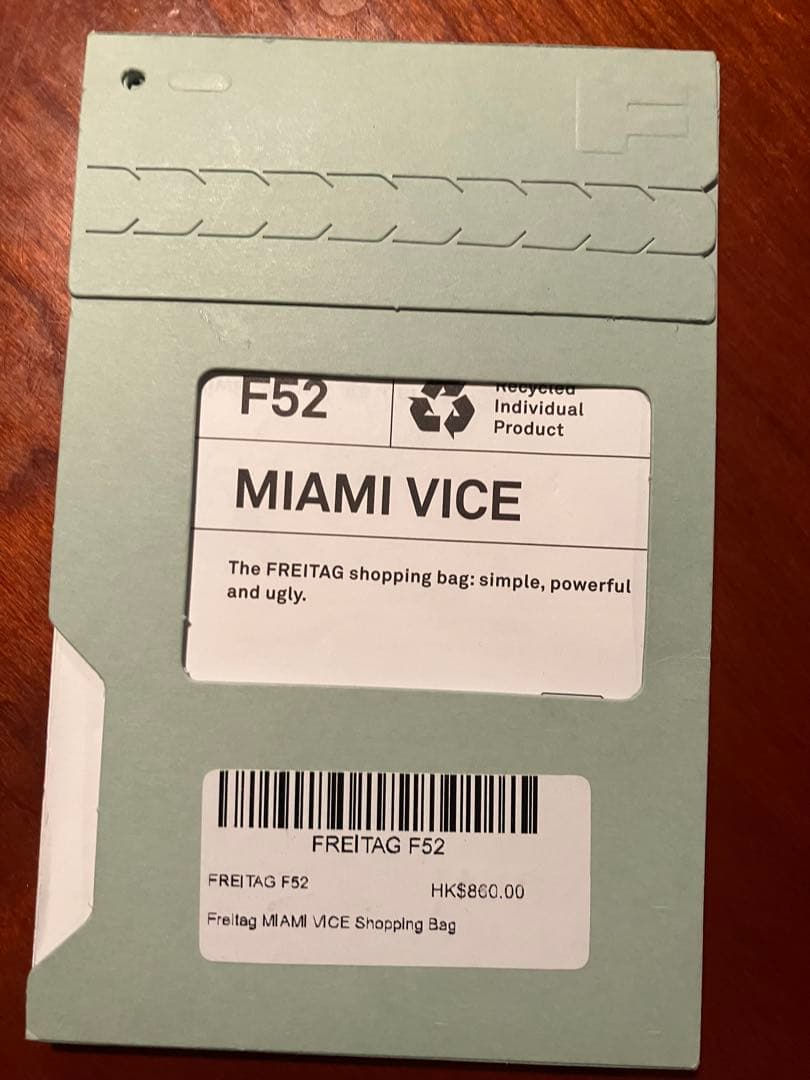 F52
Recycled
Individual
Product
MIAMI VICE
The FREITAG shopping bag: simple, powerful
and ugly.
FREITAG F52
FREITAG F52
HK$860.00
Freitag MIAMI VICE Shopping Bag